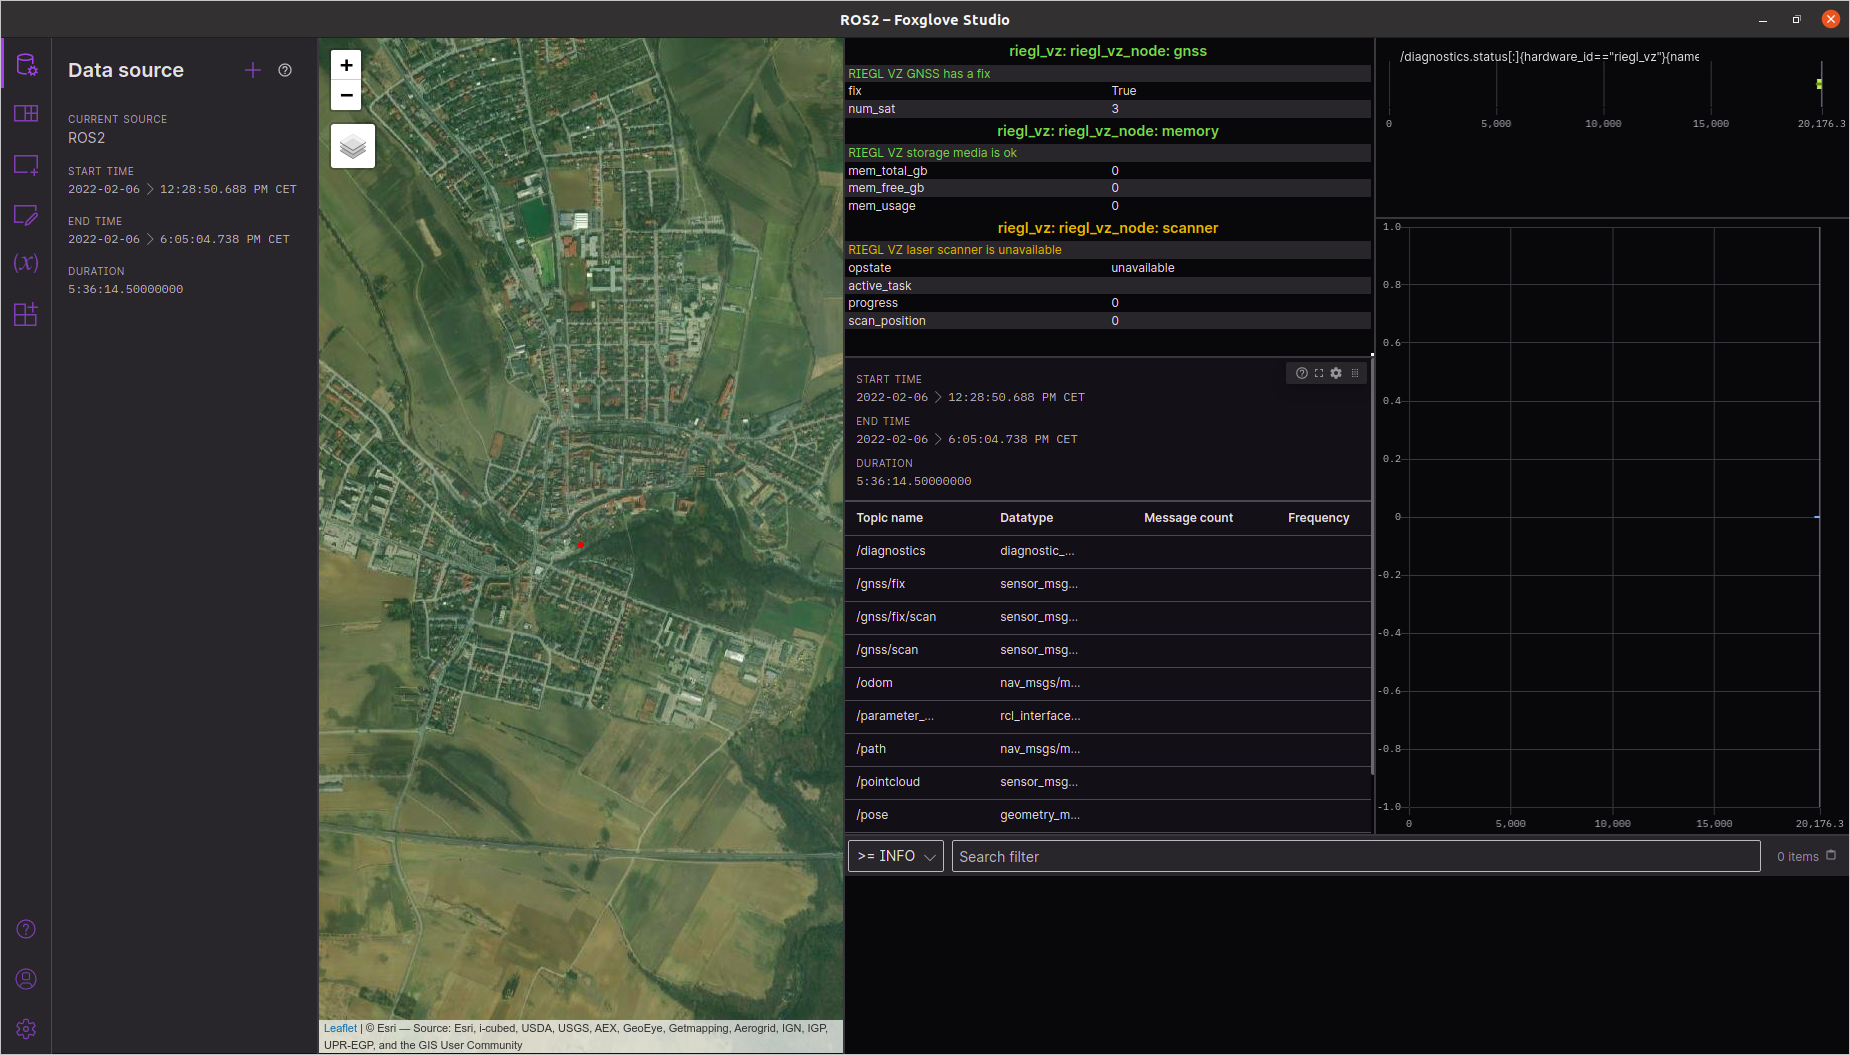 ROS2 – Foxglove Studio
Data source
CURRENT SOURCE
ROS2
START TIME
2022-02-06 > 12:28:50.688 PM CET
END TIME
2022-02-06 > 6:05:04.738 PM CET
DURATION
5:36:14.50000000
(x)
+
−
Leaflet | © Esri — Source: Esri, i-cubed, USDA, USGS, AEX, GeoEye, Getmapping, Aerogrid, IGN, IGP,
UPR-EGP, and the GIS User Community
riegl_vz: riegl_vz_node: gnss
RIEGL VZ GNSS has a fix
fix True
num_sat 3
riegl_vz: riegl_vz_node: memory
RIEGL VZ storage media is ok
mem_total_gb 0
mem_free_gb 0
mem_usage 0
riegl_vz: riegl_vz_node: scanner
RIEGL VZ laser scanner is unavailable
opstate unavailable
active_task
progress 0
scan_position 0
START TIME
2022-02-06 > 12:28:50.688 PM CET
END TIME
2022-02-06 > 6:05:04.738 PM CET
DURATION
5:36:14.50000000
Topic name Datatype Message count Frequency
/diagnostics diagnostic_...
/gnss/fix sensor_msg...
/gnss/fix/scan sensor_msg...
/gnss/scan sensor_msg...
/odom nav_msgs/m...
/parameter_... rcl_interface...
/path nav_msgs/m...
/pointcloud sensor_msg...
/pose geometry_m...
/diagnostics.status[:]{hardware_id=="riegl_vz"}{name
0 5,000 10,000 15,000 20,176.3
1.0
0.8
0.6
0.4
0.2
0
-0.2
-0.4
-0.6
-0.8
-1.0
0 5,000 10,000 15,000 20,176.3
>= INFO Search filter 0 items